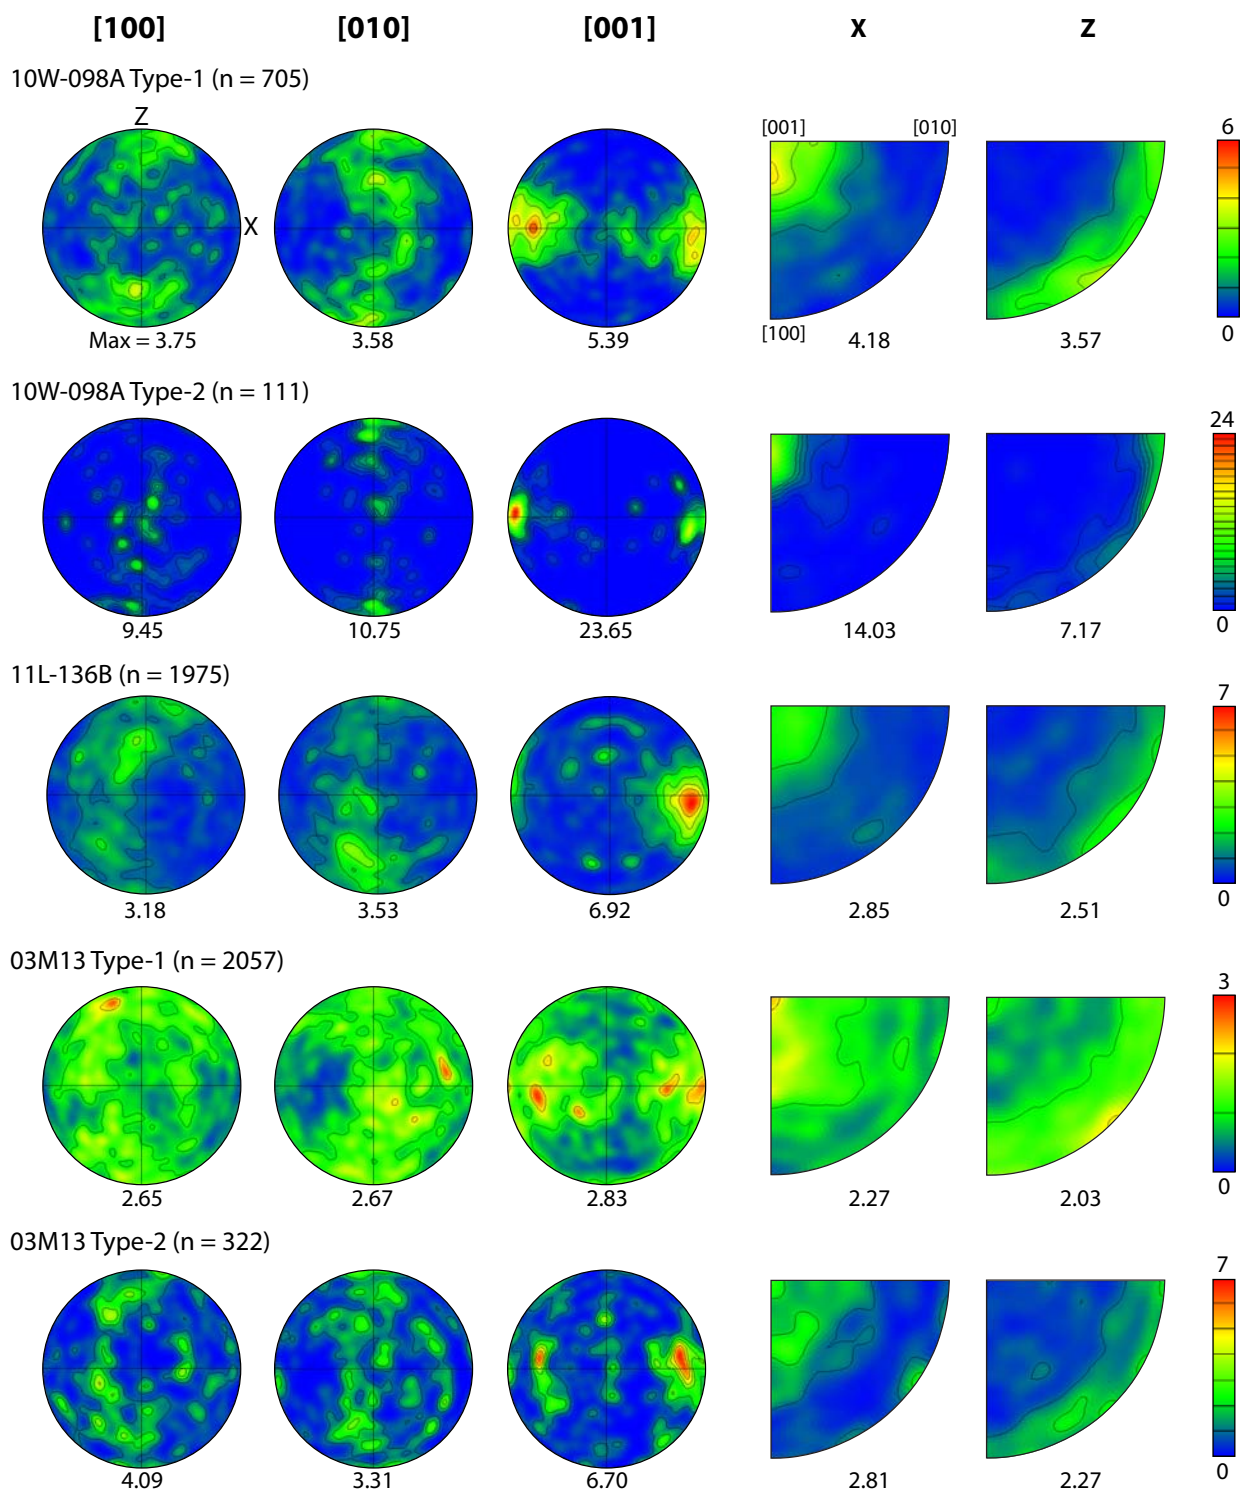 [100] [010] [001] X Z
10W-098A Type-1 (n = 705)
Z
X
[001] [010]
[100]
6
0
Max = 3.75 3.58 5.39 4.18 3.57
10W-098A Type-2 (n = 111)
24
0
9.45 10.75 23.65 14.03 7.17
11L-136B (n = 1975)
7
0
3.18 3.53 6.92 2.85 2.51
03M13 Type-1 (n = 2057)
3
0
2.65 2.67 2.83 2.27 2.03
03M13 Type-2 (n = 322)
7
0
4.09 3.31 6.70 2.81 2.27